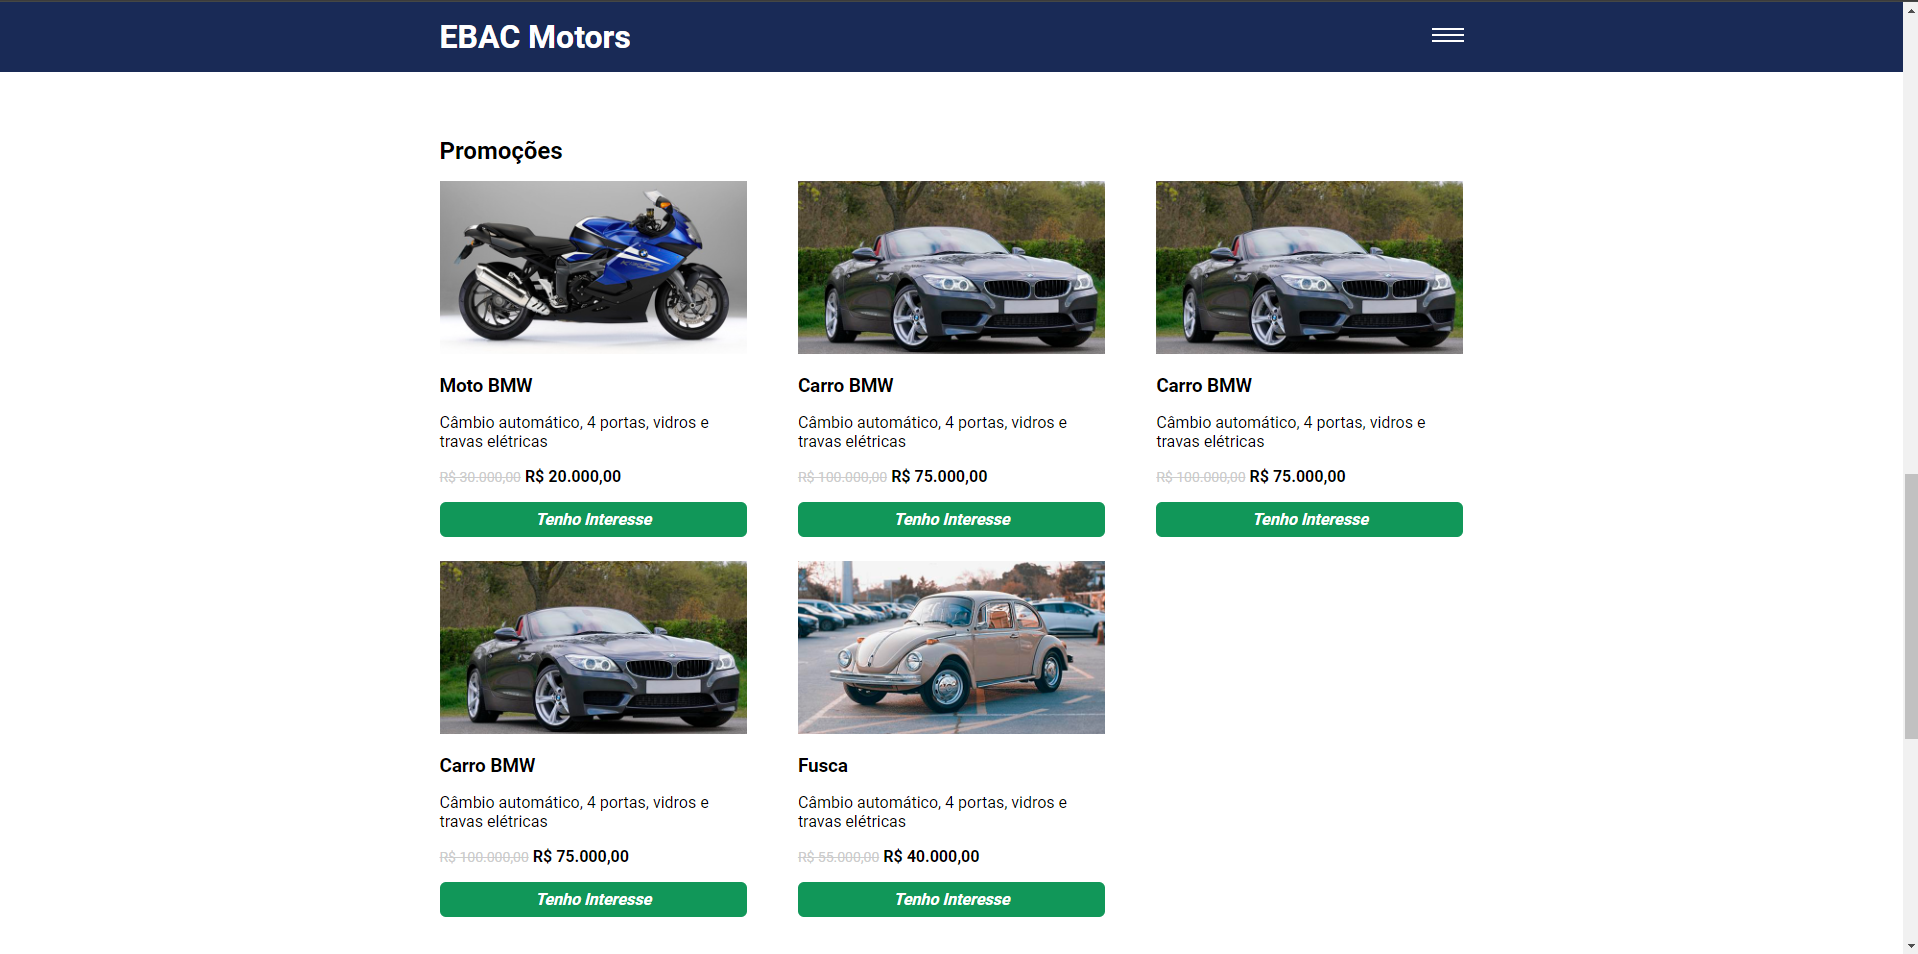 EBAC Motors
Promoções
Moto BMW
Câmbio automático, 4 portas, vidros e
travas elétricas
R$ 30.000,00 R$ 20.000,00
Tenho Interesse
Carro BMW
Câmbio automático, 4 portas, vidros e
travas elétricas
R$ 100.000,00 R$ 75.000,00
Tenho Interesse
Carro BMW
Câmbio automático, 4 portas, vidros e
travas elétricas
R$ 100.000,00 R$ 75.000,00
Tenho Interesse
Carro BMW
Câmbio automático, 4 portas, vidros e
travas elétricas
R$ 100.000,00 R$ 75.000,00
Tenho Interesse
Fusca
Câmbio automático, 4 portas, vidros e
travas elétricas
R$ 55.000,00 R$ 40.000,00
Tenho Interesse